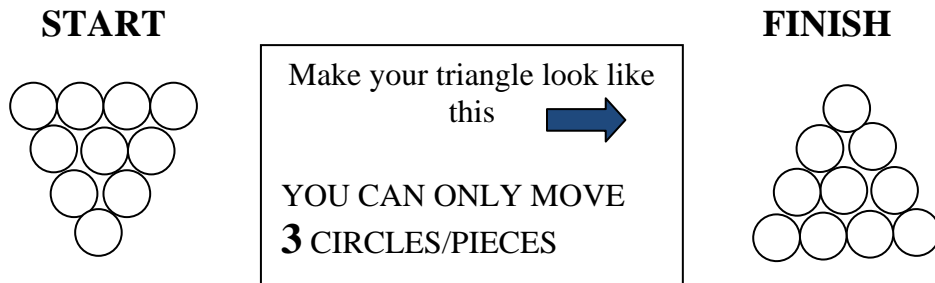 START
FINISH
Make your triangle look like
this
YOU CAN ONLY MOVE
3 CIRCLES/PIECES